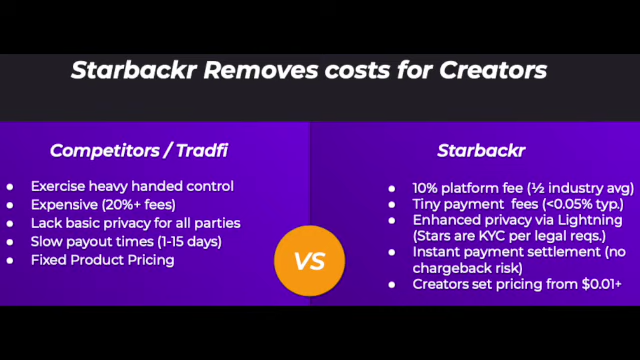 Starbackr Removes costs for Creators
Competitors / Tradfi
• Exercise heavy handed control
• Expensive (20%+ fees)
• Lack basic privacy for all parties
• Slow payout times (1-15 days)
• Fixed Product Pricing
VS
Starbackr
• 10% platform fee (½ industry avg)
• Tiny payment fees (<0.05% typ.)
• Enhanced privacy via Lightning
(Stars are KYC per legal reqs.)
• Instant payment settlement (no
chargeback risk)
• Creators set pricing from $0.01+